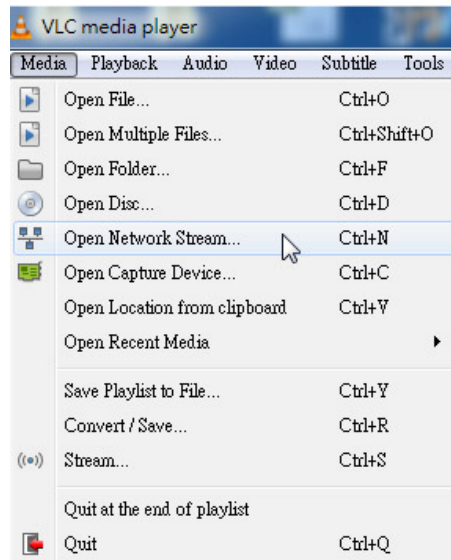 VLC media player
Media Playback Audio Video Subtitle Tools
Open File... Ctrl+O
Open Multiple Files... Ctrl+Shift+O
Open Folder... Ctrl+F
Open Disc... Ctrl+D
Open Network Stream... Ctrl+N
Open Capture Device... Ctrl+C
Open Location from clipboard Ctrl+V
Open Recent Media
Save Playlist to File... Ctrl+Y
Convert / Save... Ctrl+R
Stream... Ctrl+S
Quit at the end of playlist
Quit Ctrl+Q